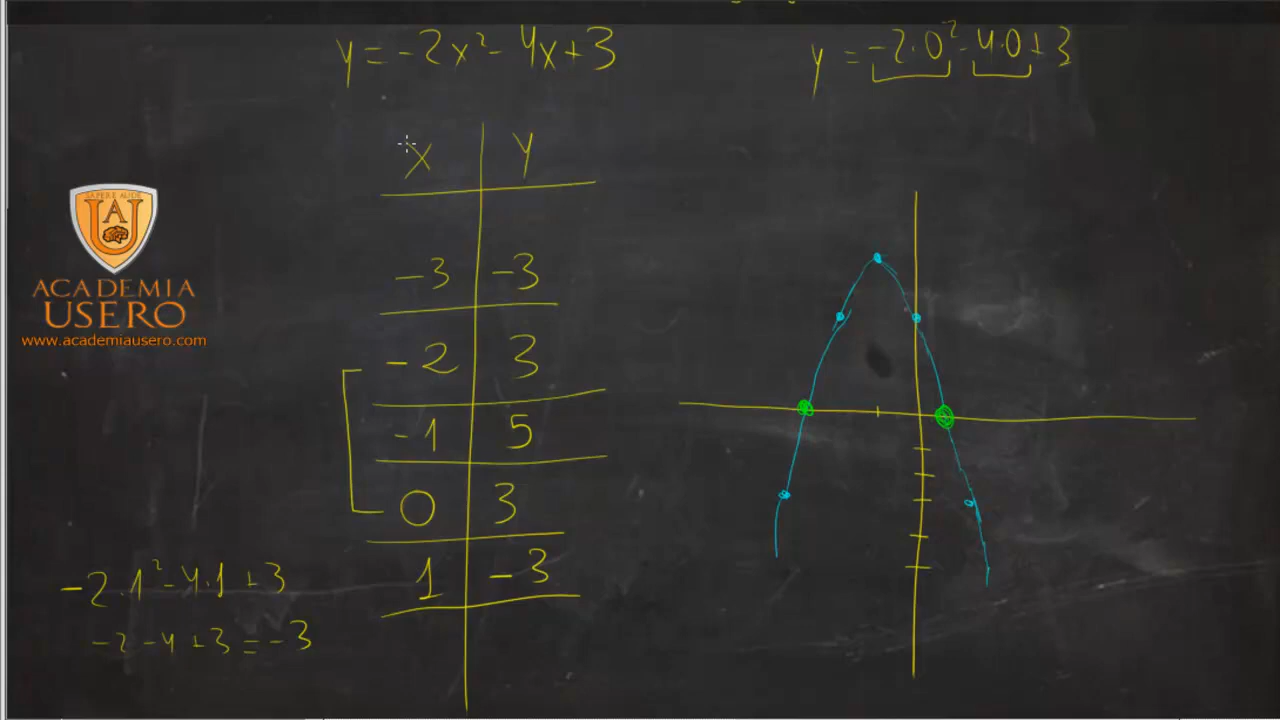 y = -2x² - 4x + 3
y = -2·0² - 4·0 + 3
x y
-3 -3
-2 3
-1 5
0 3
1 -3
-2·1² - 4·1 + 3
-2 - 4 + 3 = -3
SAPERE AUDE
UA
ACADEMIA
USERO
www.academiausero.com